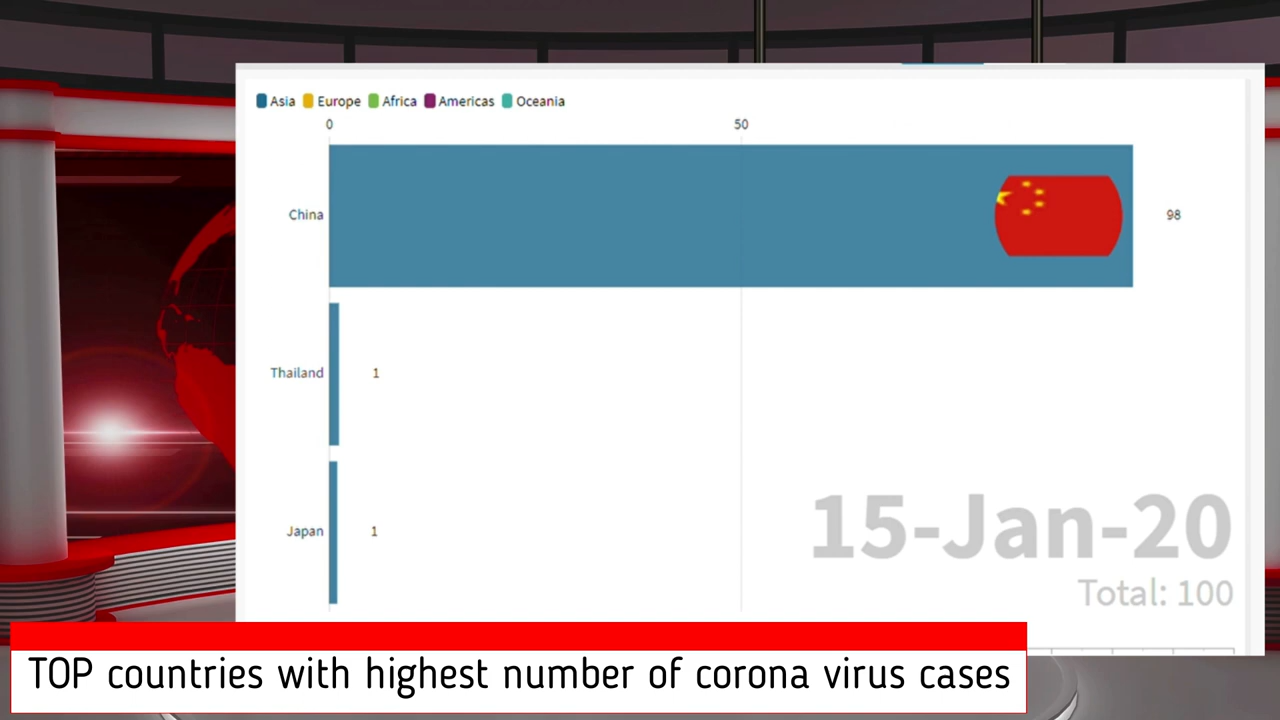 Asia Europe Africa Americas Oceania
0 50
China 98
Thailand 1
Japan 1
15-Jan-20
Total: 100
TOP countries with highest number of corona virus cases